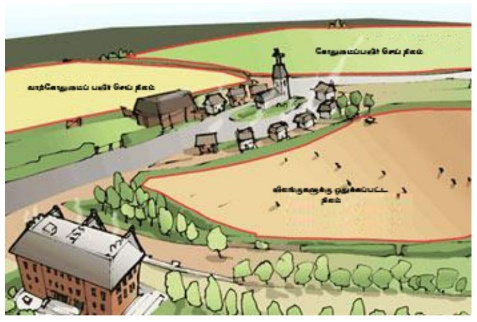 கோதுமைப் பயிர் செய் நிலம்
வாற்கோதுமைப் பயிர் செய் நிலம்
விலங்குகளுக்கு ஒதுக்கப்பட்ட
நிலம்